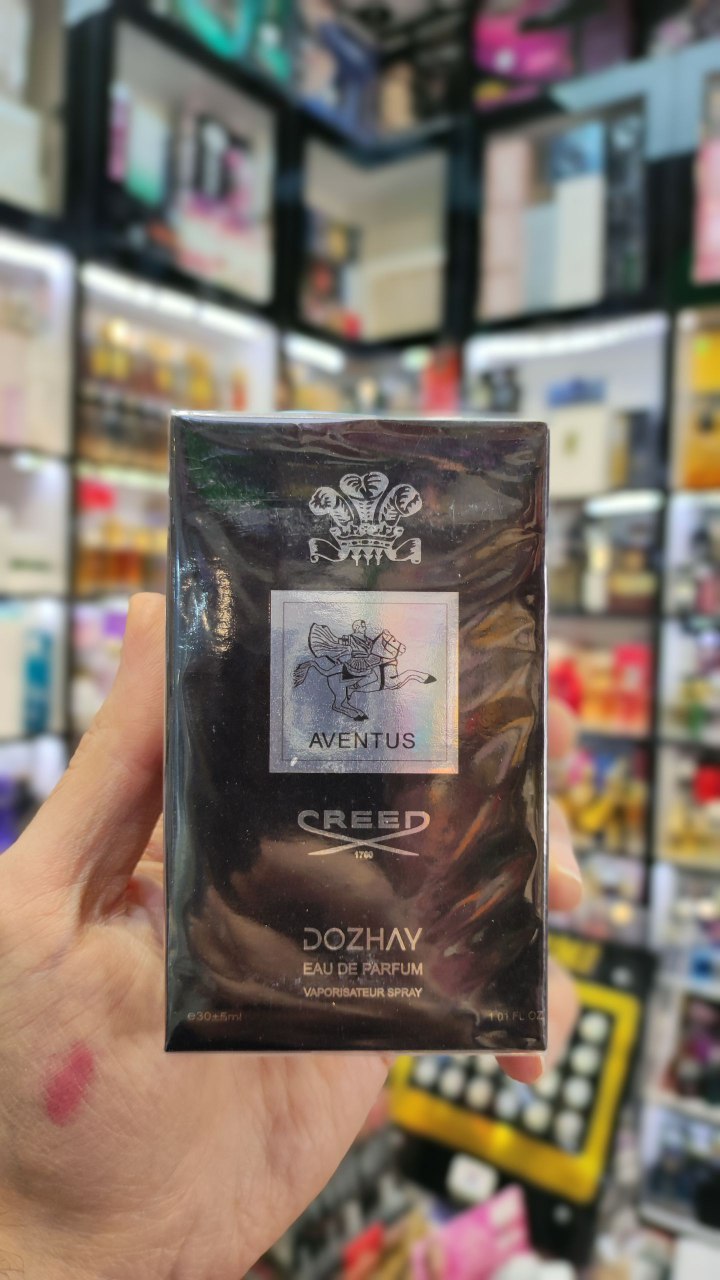 AVENTUS
CREED
1760
DOZHAY
EAU DE PARFUM
VAPORISATEUR SPRAY
e30±5ml 1.01 FL OZ